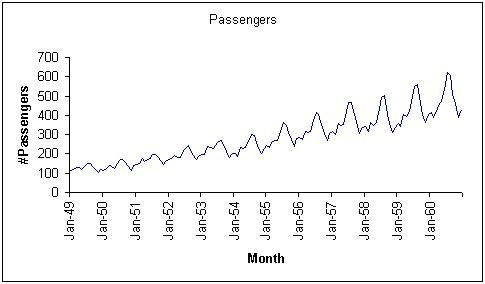 Passengers
700
600
500
400
300
200
100
0
#Passengers
Jan-49
Jan-50
Jan-51
Jan-52
Jan-53
Jan-54
Jan-55
Jan-56
Jan-57
Jan-58
Jan-59
Jan-60
Month